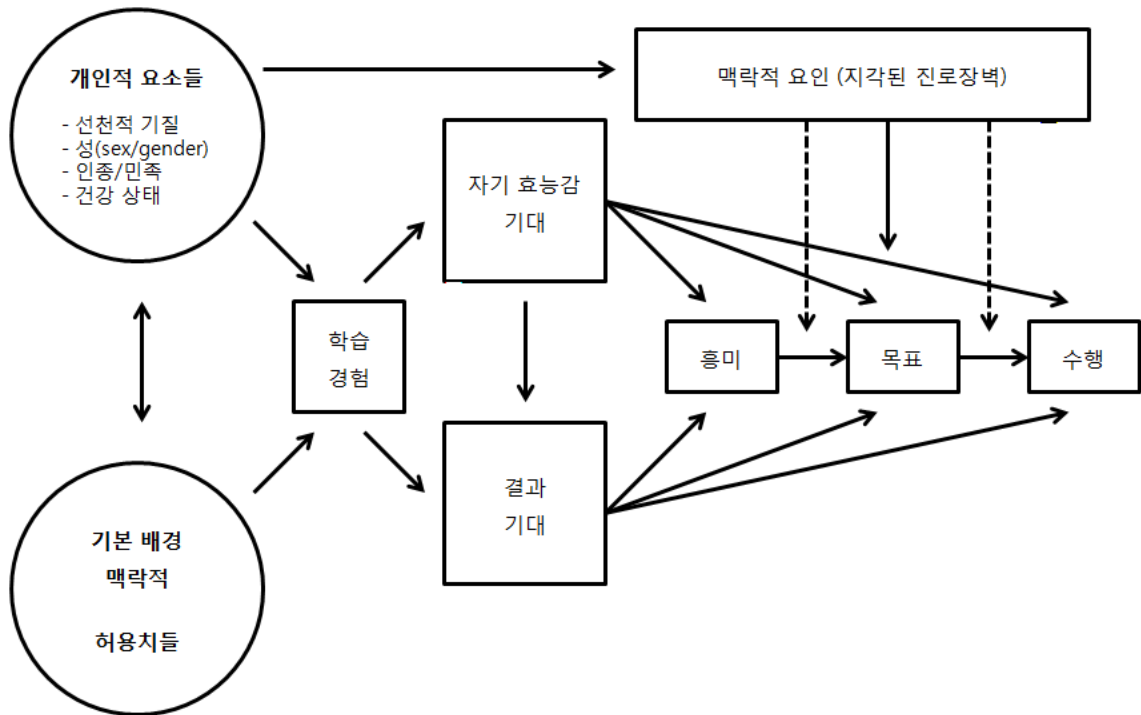 개인적 요소들
- 선천적 기질
- 성(sex/gender)
- 인종/민족
- 건강 상태
맥락적 요인 (지각된 진로장벽)
자기 효능감
기대
학습
경험
흥미
목표
수행
결과
기대
기본 배경
맥락적
허용치들